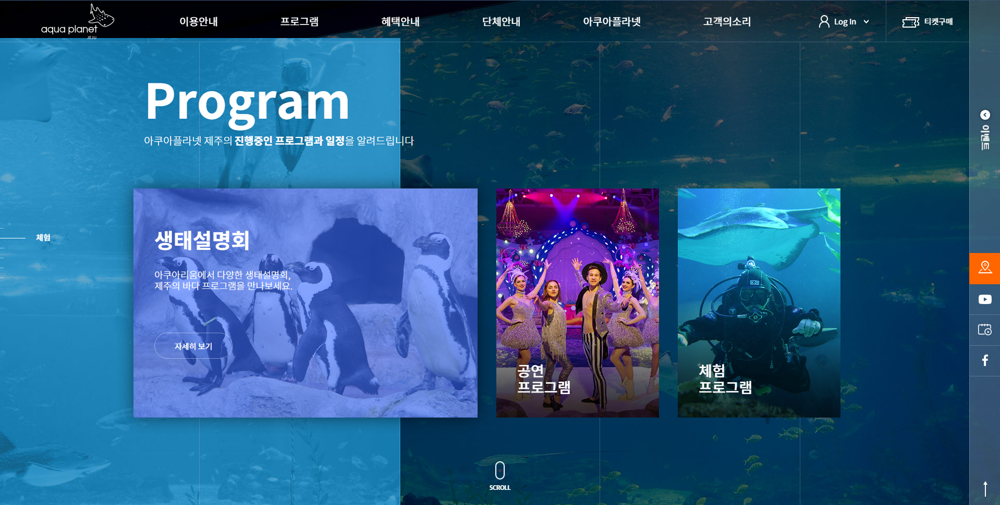 aqua planet
JEJU
이용안내
프로그램
혜택안내
단체안내
아쿠아플라넷
고객의소리
Log In
티켓구매
Program
아쿠아플라넷 제주의 진행중인 프로그램과 일정을 알려드립니다
이벤트
체험
생태설명회
아쿠아리움에서 다양한 생태설명회,
제주의 바다 프로그램을 만나보세요.
자세히 보기
공연
프로그램
체험
프로그램
SCROLL